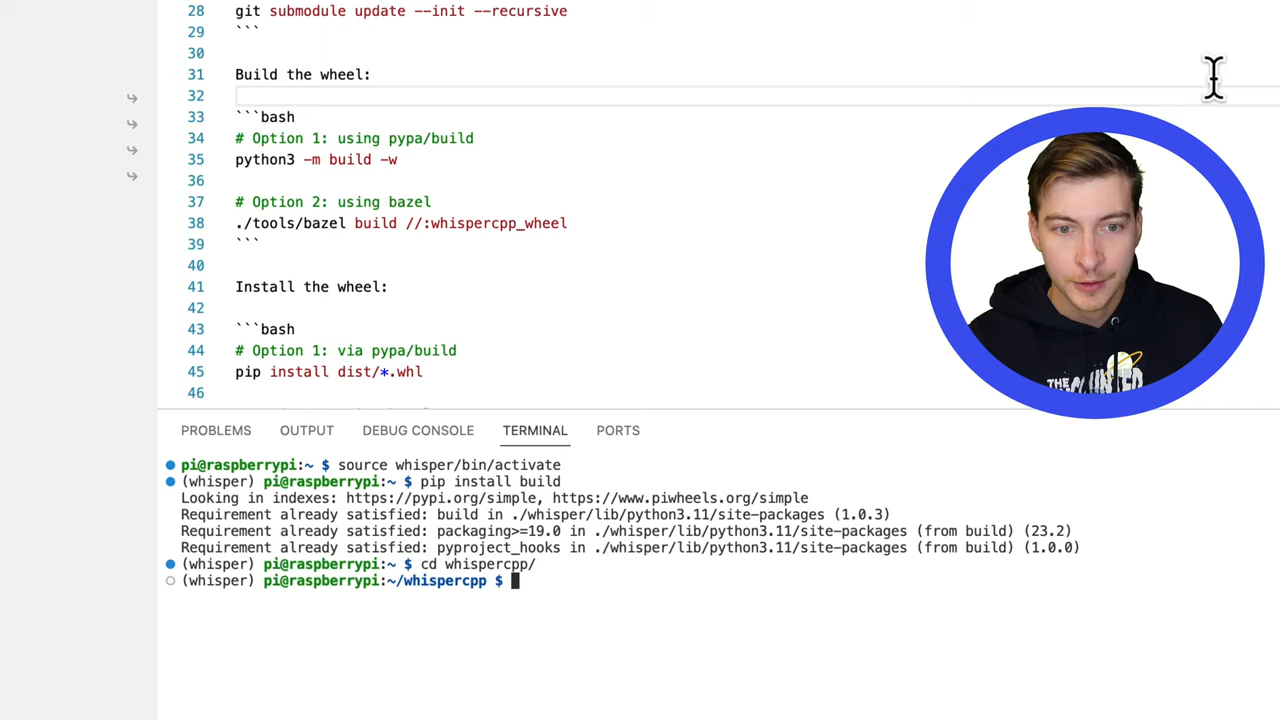 28 git submodule update --init --recursive
29 ```
30
31 Build the wheel:
32
33 ```bash
34 # Option 1: using pypa/build
35 python3 -m build -w
36
37 # Option 2: using bazel
38 ./tools/bazel build //:whispercpp_wheel
39 ```
40
41 Install the wheel:
42
43 ```bash
44 # Option 1: via pypa/build
45 pip install dist/*.whl
46
THE
PROBLEMS OUTPUT DEBUG CONSOLE TERMINAL PORTS
pi@raspberrypi:~ $ source whisper/bin/activate
(whisper) pi@raspberrypi:~ $ pip install build
Looking in indexes: https://pypi.org/simple, https://www.piwheels.org/simple
Requirement already satisfied: build in ./whisper/lib/python3.11/site-packages (1.0.3)
Requirement already satisfied: packaging>=19.0 in ./whisper/lib/python3.11/site-packages (from build) (23.2)
Requirement already satisfied: pyproject_hooks in ./whisper/lib/python3.11/site-packages (from build) (1.0.0)
(whisper) pi@raspberrypi:~ $ cd whispercpp/
(whisper) pi@raspberrypi:~/whispercpp $